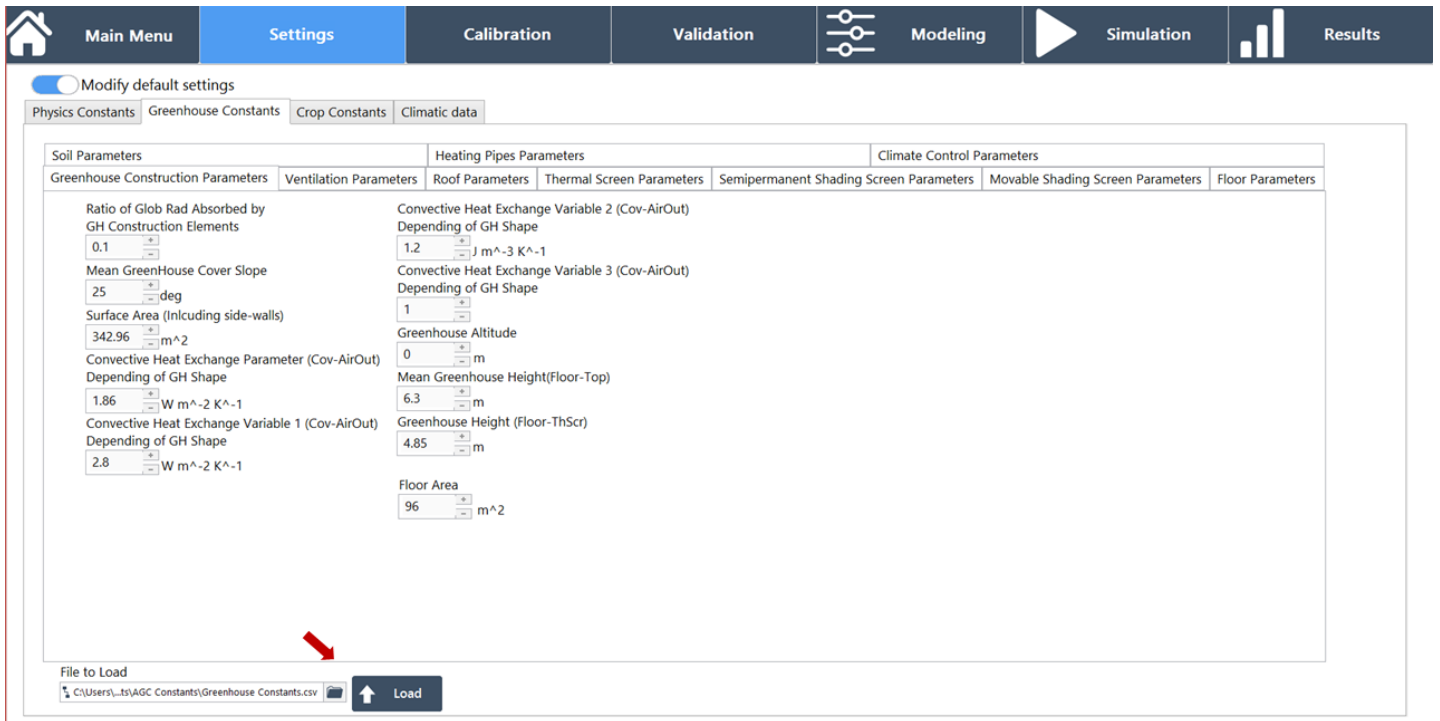 Main Menu
Settings
Calibration
Validation
Modeling
Simulation
Results
Modify default settings
Physics Constants
Greenhouse Constants
Crop Constants
Climatic data
Soil Parameters
Heating Pipes Parameters
Climate Control Parameters
Greenhouse Construction Parameters
Ventilation Parameters
Roof Parameters
Thermal Screen Parameters
Semipermanent Shading Screen Parameters
Movable Shading Screen Parameters
Floor Parameters
Ratio of Glob Rad Absorbed by
GH Construction Elements
0.1
Mean GreenHouse Cover Slope
25 deg
Surface Area (Inlcuding side-walls)
342.96 m^2
Convective Heat Exchange Parameter (Cov-AirOut)
Depending of GH Shape
1.86 W m^-2 K^-1
Convective Heat Exchange Variable 1 (Cov-AirOut)
Depending of GH Shape
2.8 W m^-2 K^-1
Convective Heat Exchange Variable 2 (Cov-AirOut)
Depending of GH Shape
1.2 J m^-3 K^-1
Convective Heat Exchange Variable 3 (Cov-AirOut)
Depending of GH Shape
1
Greenhouse Altitude
0 m
Mean Greenhouse Height(Floor-Top)
6.3 m
Greenhouse Height (Floor-ThScr)
4.85 m
Floor Area
96 m^2
File to Load
C:\Users\...ts\AGC Constants\Greenhouse Constants.csv
Load